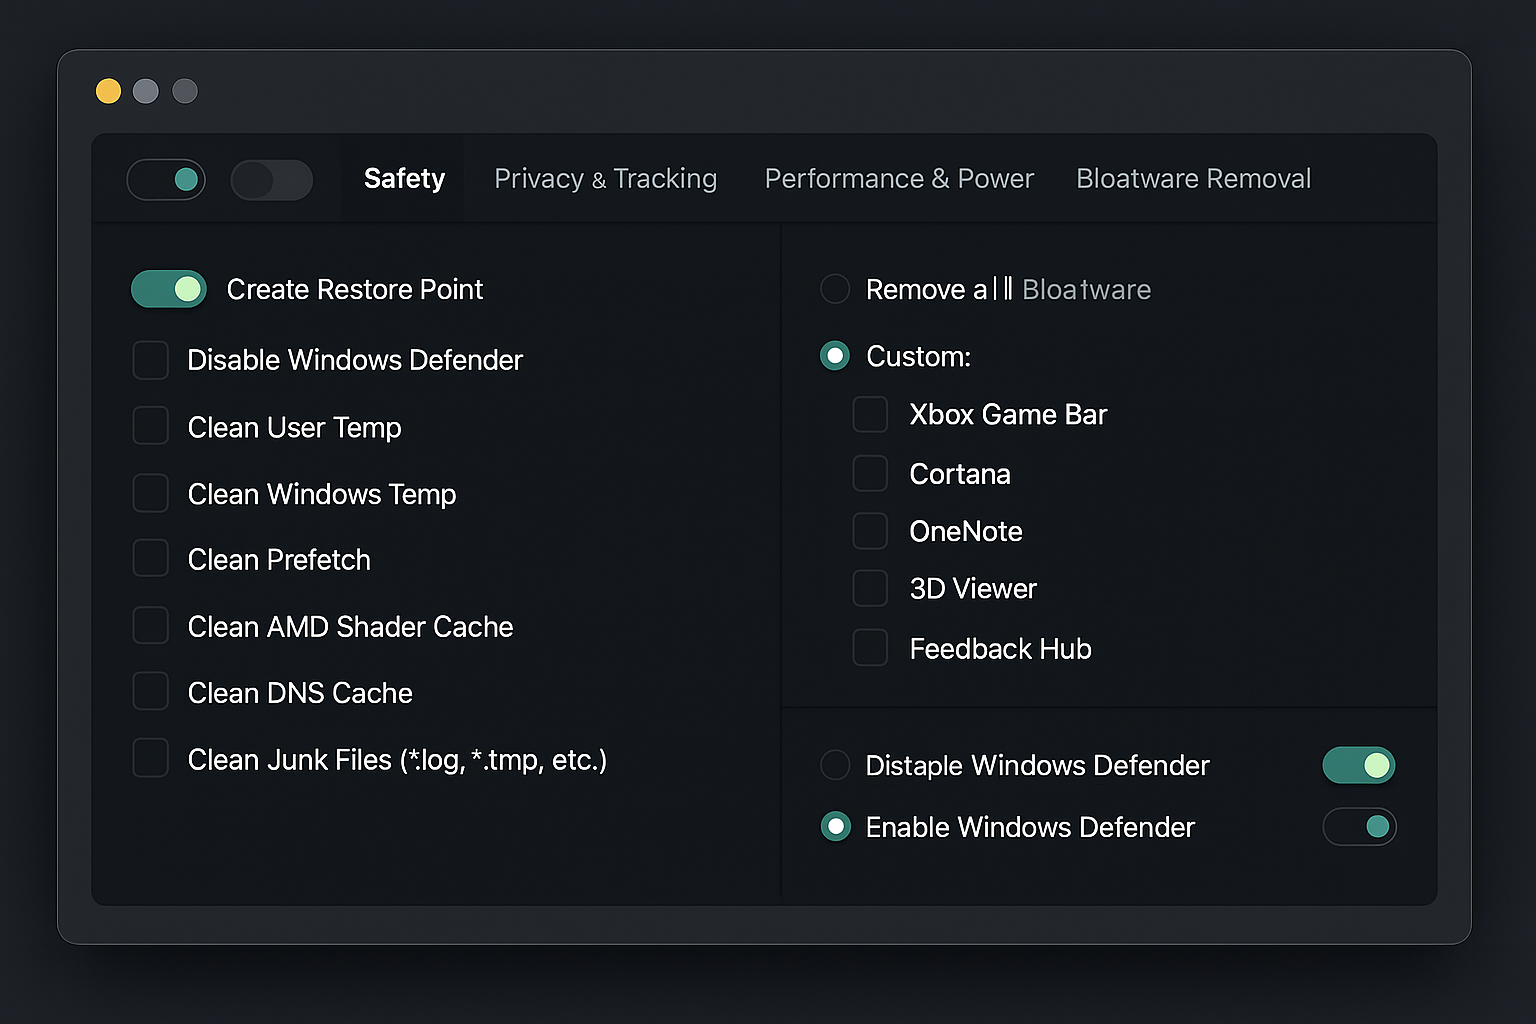 Safety
Privacy & Tracking
Performance & Power
Bloatware Removal
Create Restore Point
Disable Windows Defender
Clean User Temp
Clean Windows Temp
Clean Prefetch
Clean AMD Shader Cache
Clean DNS Cache
Clean Junk Files (*.log, *.tmp, etc.)
Remove a|‖ Bloatware
Custom:
Xbox Game Bar
Cortana
OneNote
3D Viewer
Feedback Hub
Distaple Windows Defender
Enable Windows Defender